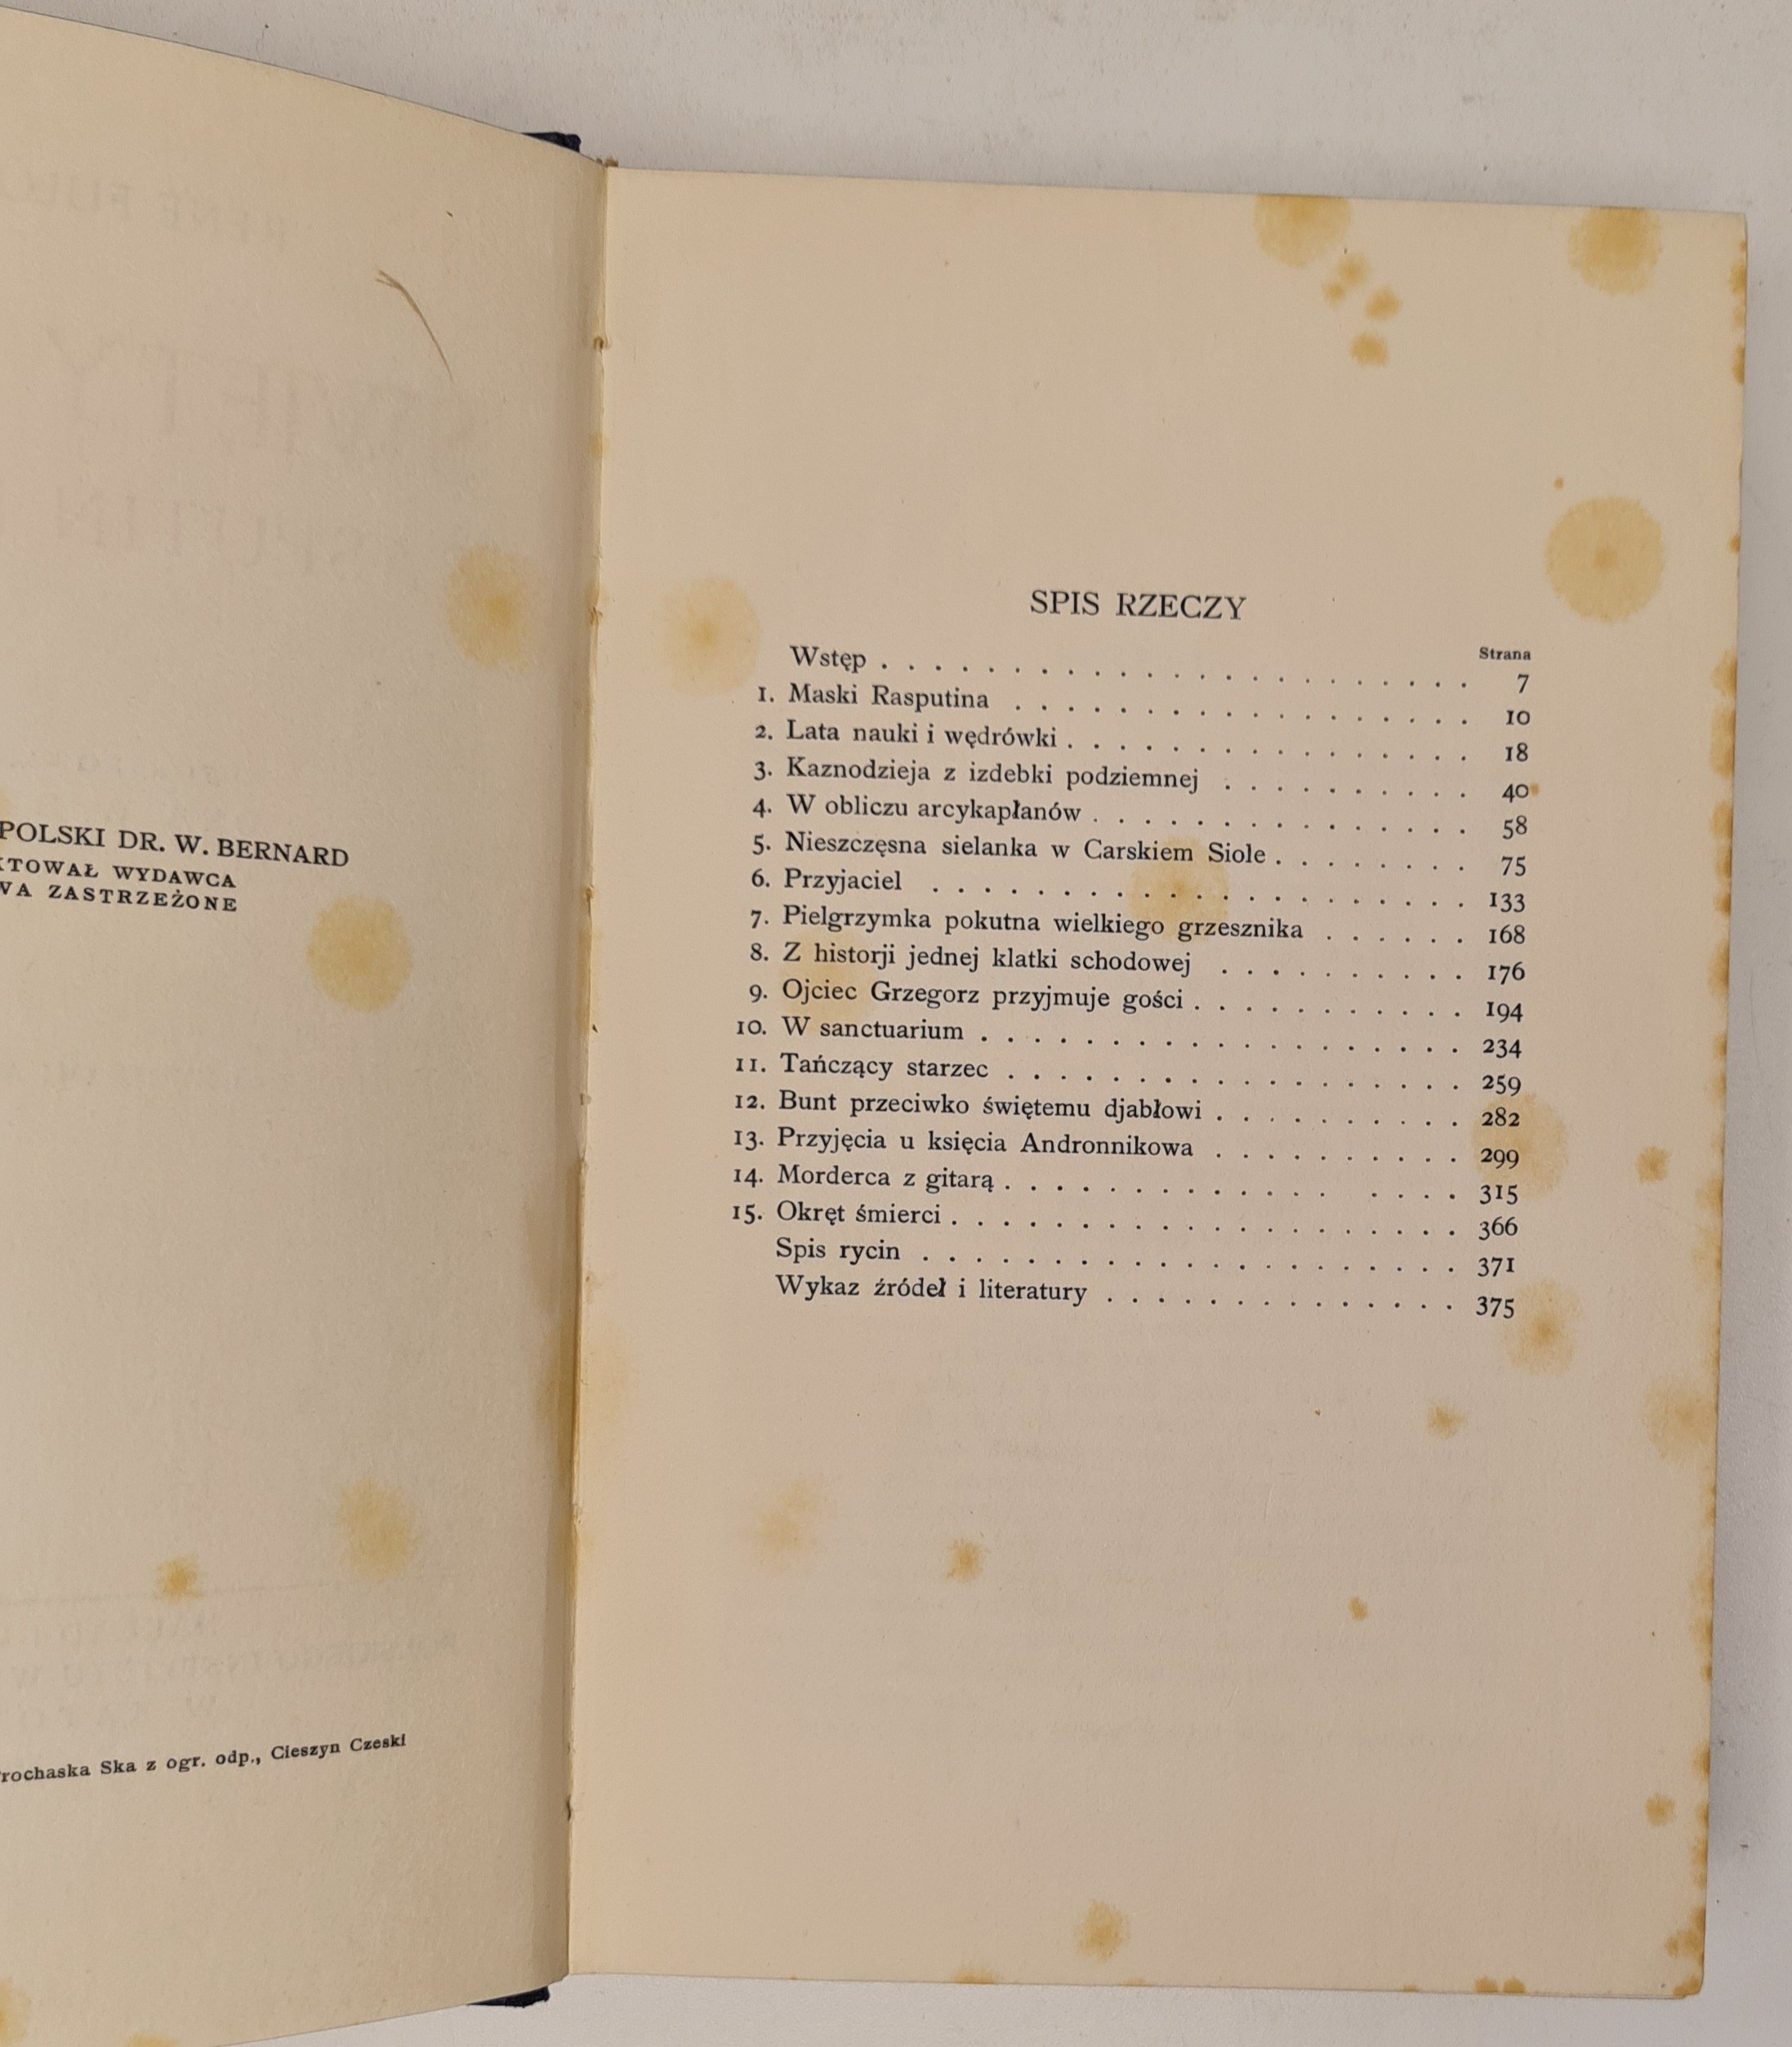 POLSKI DR. W. BERNARD
WYDAWCA
ZASTRZEŻONE
Ska z ogr. odp., Cieszyn Czeski
SPIS RZECZY
Strana
Wstęp . . . . . . . . . . . . . . . . . . . . . . . 7
1. Maski Rasputina . . . . . . . . . . . . . . . . . . 10
2. Lata nauki i wędrówki . . . . . . . . . . . . . . . . 18
3. Kaznodzieja z izdebki podziemnej . . . . . . . . . . 40
4. W obliczu arcykapłanów . . . . . . . . . . . . . . . 58
5. Nieszczęsna sielanka w Carskiem Siole . . . . . . . . 75
6. Przyjaciel . . . . . . . . . . . . . . . . . . . . . 133
7. Pielgrzymka pokutna wielkiego grzesznika . . . . . . 168
8. Z historji jednej klatki schodowej . . . . . . . . . . 176
9. Ojciec Grzegorz przyjmuje gości . . . . . . . . . . . 194
10. W sanctuarium . . . . . . . . . . . . . . . . . . . 234
11. Tańczący starzec . . . . . . . . . . . . . . . . . . 259
12. Bunt przeciwko świętemu djabłowi . . . . . . . . . . 282
13. Przyjęcia u księcia Andronnikowa . . . . . . . . . . 299
14. Morderca z gitarą . . . . . . . . . . . . . . . . . 315
15. Okręt śmierci . . . . . . . . . . . . . . . . . . . . 366
Spis rycin . . . . . . . . . . . . . . . . . . . . . 371
Wykaz źródeł i literatury . . . . . . . . . . . . . . 375